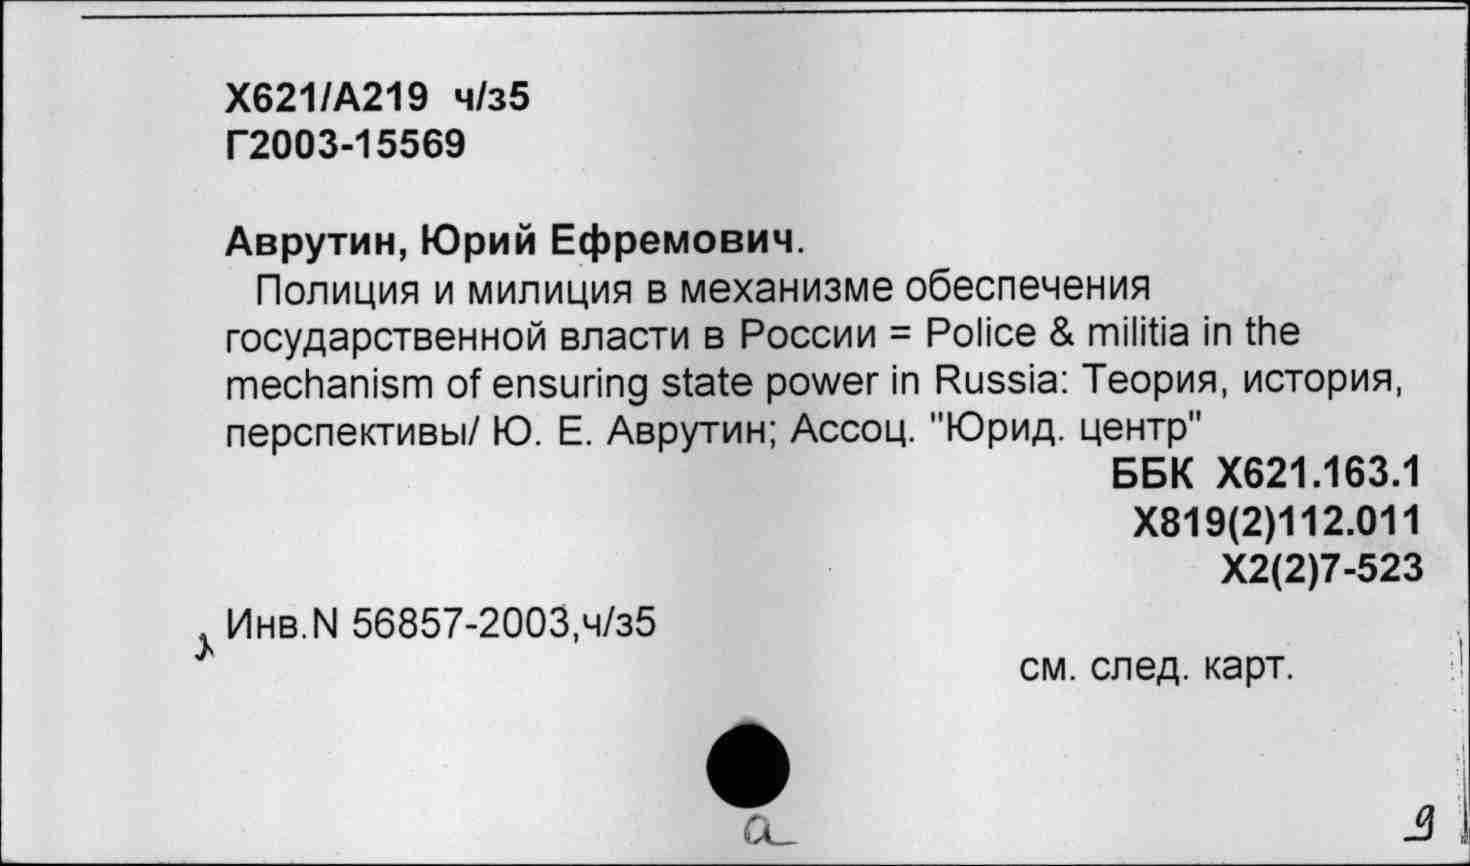 Х621/А219 ч/з5
Г2003-15569
Аврутин, Юрий Ефремович.
Полиция и милиция в механизме обеспечения
государственной власти в России = Police & militia in the
mechanism of ensuring state power in Russia: Теория, история,
перспективы/ Ю. Е. Аврутин; Ассоц. "Юрид. центр"
ББК Х621.163.1
Х819(2)112.011
Х2(2)7-523
Инв.N 56857-2003,ч/з5
см. след. карт.
а